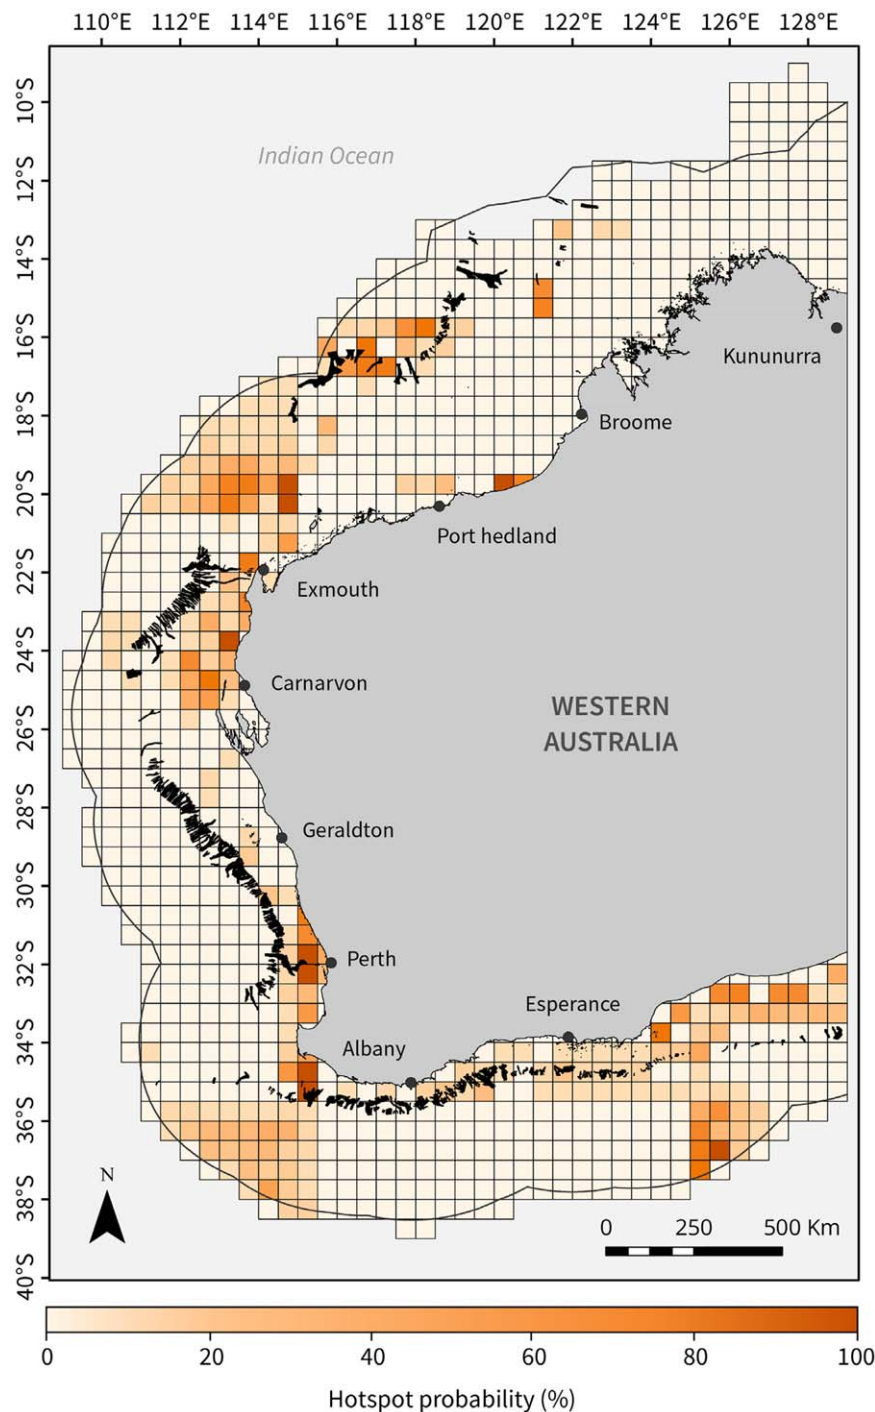 110°E 112°E 114°E 116°E 118°E 120°E 122°E 124°E 126°E 128°E
10°S
Indian Ocean
12°S
14°S
16°S
Kununurra
18°S
Broome
20°S
Port hedland
22°S
Exmouth
24°S
Carnarvon
WESTERN
AUSTRALIA
26°S
28°S
Geraldton
30°S
32°S
Perth
Esperance
34°S
Albany
36°S
N
38°S
0 250 500 Km
40°S
0 20 40 60 80 100
Hotspot probability (%)